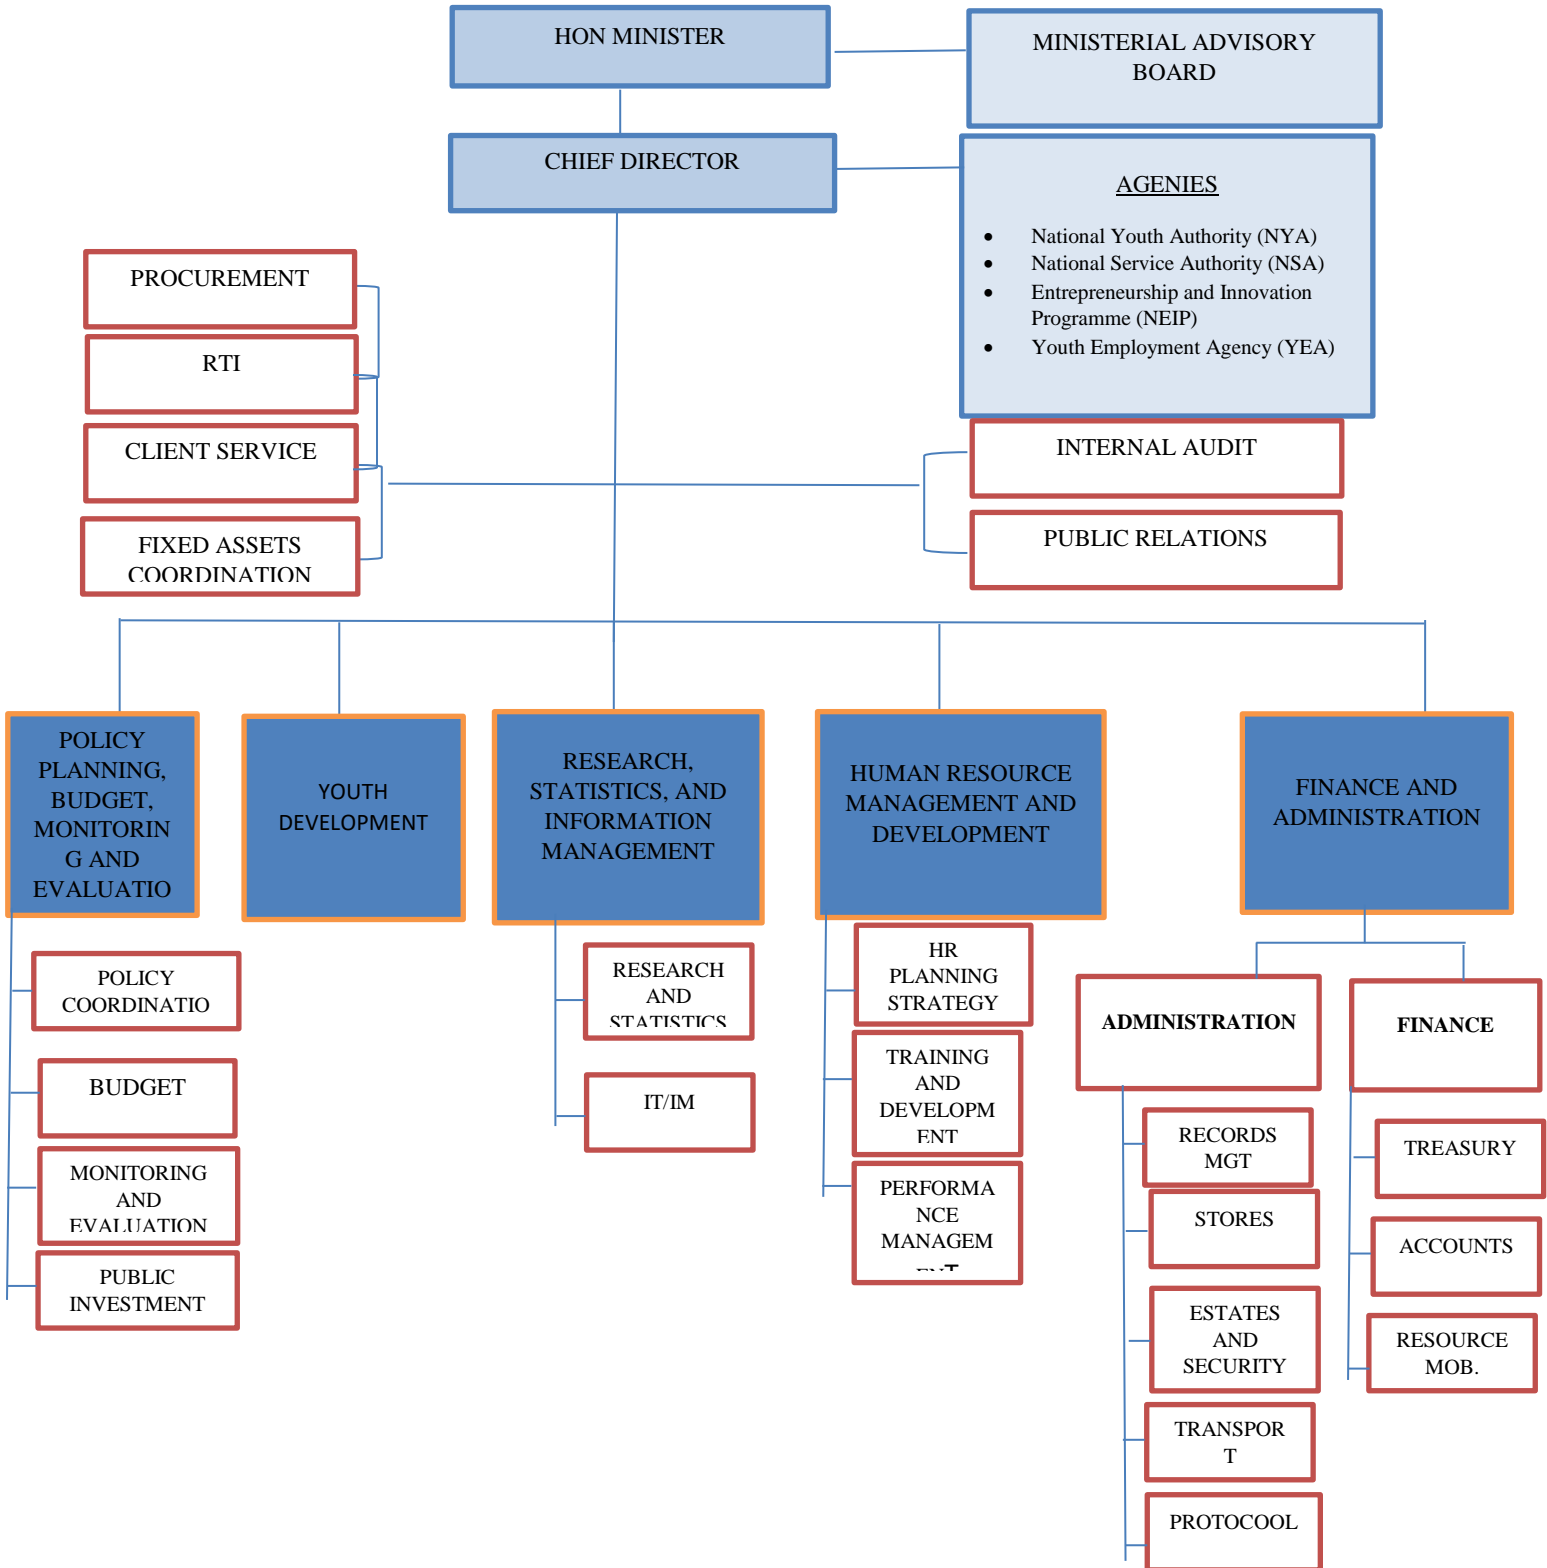 HON MINISTER
MINISTERIAL ADVISORY
BOARD
CHIEF DIRECTOR
AGENIES
• National Youth Authority (NYA)
• National Service Authority (NSA)
• Entrepreneurship and Innovation
Programme (NEIP)
• Youth Employment Agency (YEA)
PROCUREMENT
RTI
CLIENT SERVICE
FIXED ASSETS
COORDINATION
INTERNAL AUDIT
PUBLIC RELATIONS
POLICY
PLANNING,
BUDGET,
MONITORIN
G AND
EVALUATIO
YOUTH
DEVELOPMENT
RESEARCH,
STATISTICS, AND
INFORMATION
MANAGEMENT
HUMAN RESOURCE
MANAGEMENT AND
DEVELOPMENT
FINANCE AND
ADMINISTRATION
POLICY
COORDINATIO
BUDGET
MONITORING
AND
EVALUATION
PUBLIC
INVESTMENT
RESEARCH
AND
STATISTICS
IT/IM
HR
PLANNING
STRATEGY
TRAINING
AND
DEVELOPM
ENT
PERFORMA
NCE
MANAGEM
ENT
ADMINISTRATION
RECORDS
MGT
STORES
ESTATES
AND
SECURITY
TRANSPOR
T
PROTOCOOL
FINANCE
TREASURY
ACCOUNTS
RESOURCE
MOB.